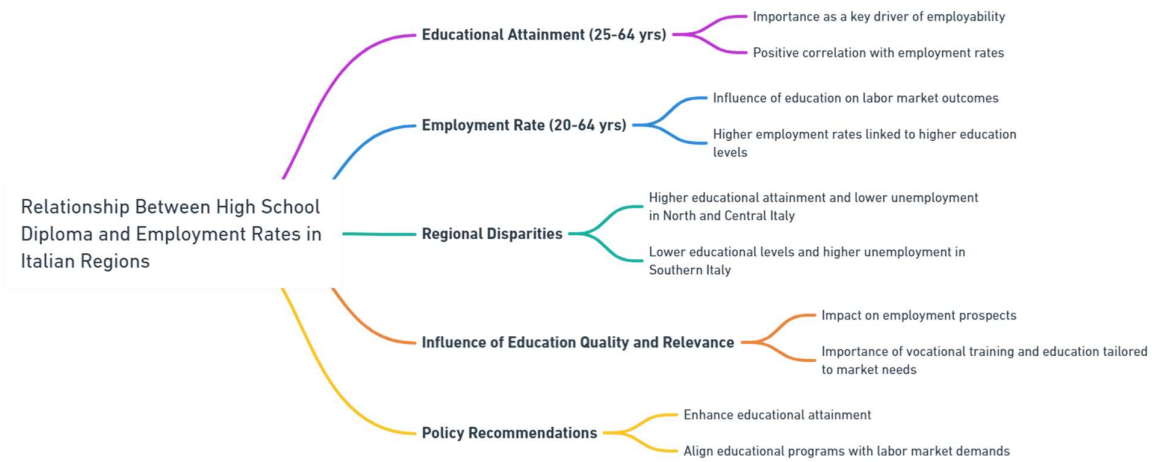 Relationship Between High School
Diploma and Employment Rates in
Italian Regions
Educational Attainment (25-64 yrs)
Importance as a key driver of employability
Positive correlation with employment rates
Employment Rate (20-64 yrs)
Influence of education on labor market outcomes
Higher employment rates linked to higher education
levels
Regional Disparities
Higher educational attainment and lower unemployment
in North and Central Italy
Lower educational levels and higher unemployment in
Southern Italy
Influence of Education Quality and Relevance
Impact on employment prospects
Importance of vocational training and education tailored
to market needs
Policy Recommendations
Enhance educational attainment
Align educational programs with labor market demands